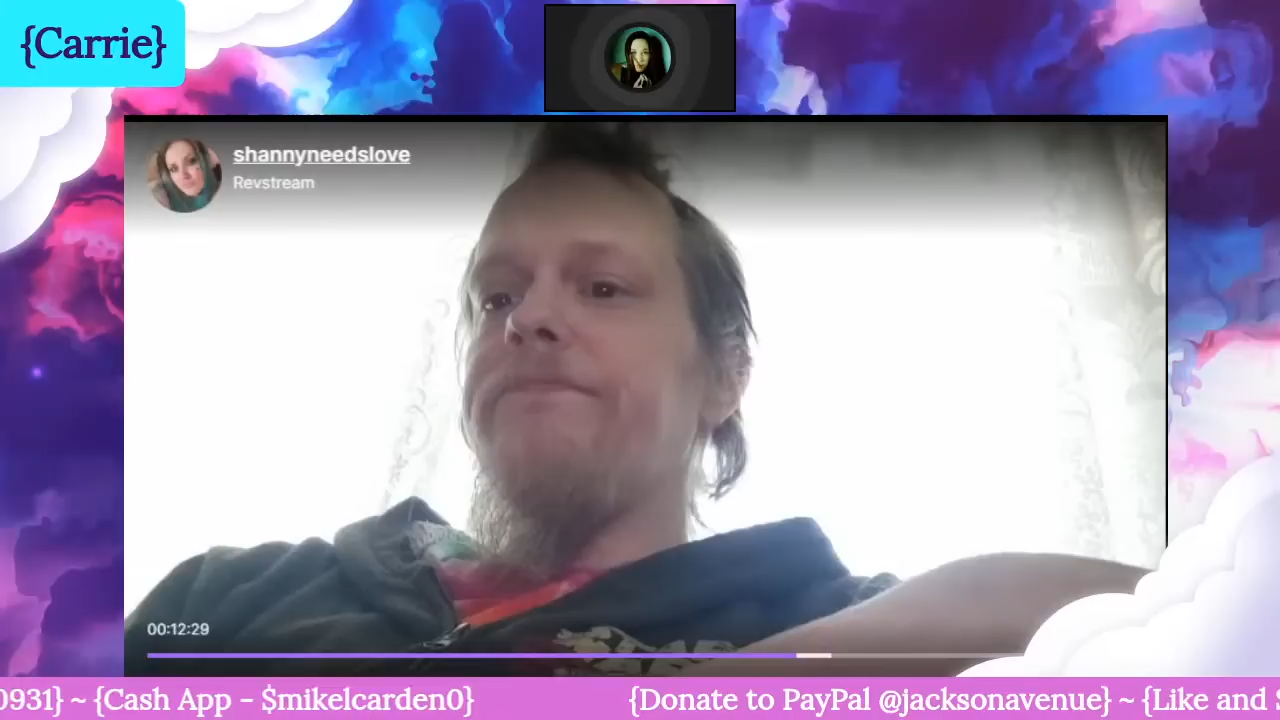 {Carrie}
shannyneedslove
Revstream
00:12:29
0931} ~ {Cash App - $mikelcarden0} {Donate to PayPal @jacksonavenue} ~ {Like and S